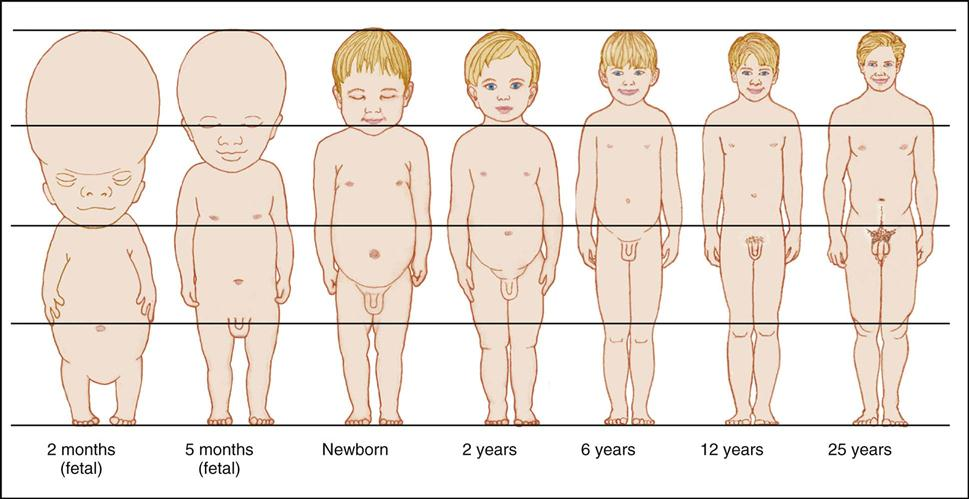 2 months
(fetal)
5 months
(fetal)
Newborn
2 years
6 years
12 years
25 years